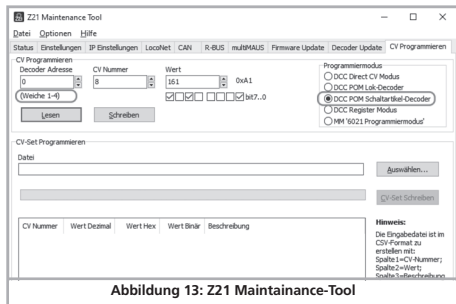 Z21 Maintenance Tool
Datei Optionen Hilfe
Status Einstellungen IP Einstellungen LocoNet CAN R-BUS multiMAUS Firmware Update Decoder Update CV Programmieren
CV Programmieren
Decoder Adresse CV Nummer Wert
0 8 161 0xA1
(Weiche 1-4) bit7..0
Lesen Schreiben
Programmiermodus
DCC Direct CV Modus
DCC POM Lok-Decoder
DCC POM Schaltartikel-Decoder
DCC Register Modus
MM '6021 Programmiermodus'
CV-Set Programmieren
Datei
Auswählen...
CV-Set Schreiben
CV Nummer Wert Dezimal Wert Hex Wert Binär Beschreibung
Hinweis:
Die Eingabedatei ist im
CSV-Format zu
erstellen mit:
Spalte1=CV-Nummer;
Spalte2=Wert;
Spalte3=Beschreibung
Abbildung 13: Z21 Maintainance-Tool